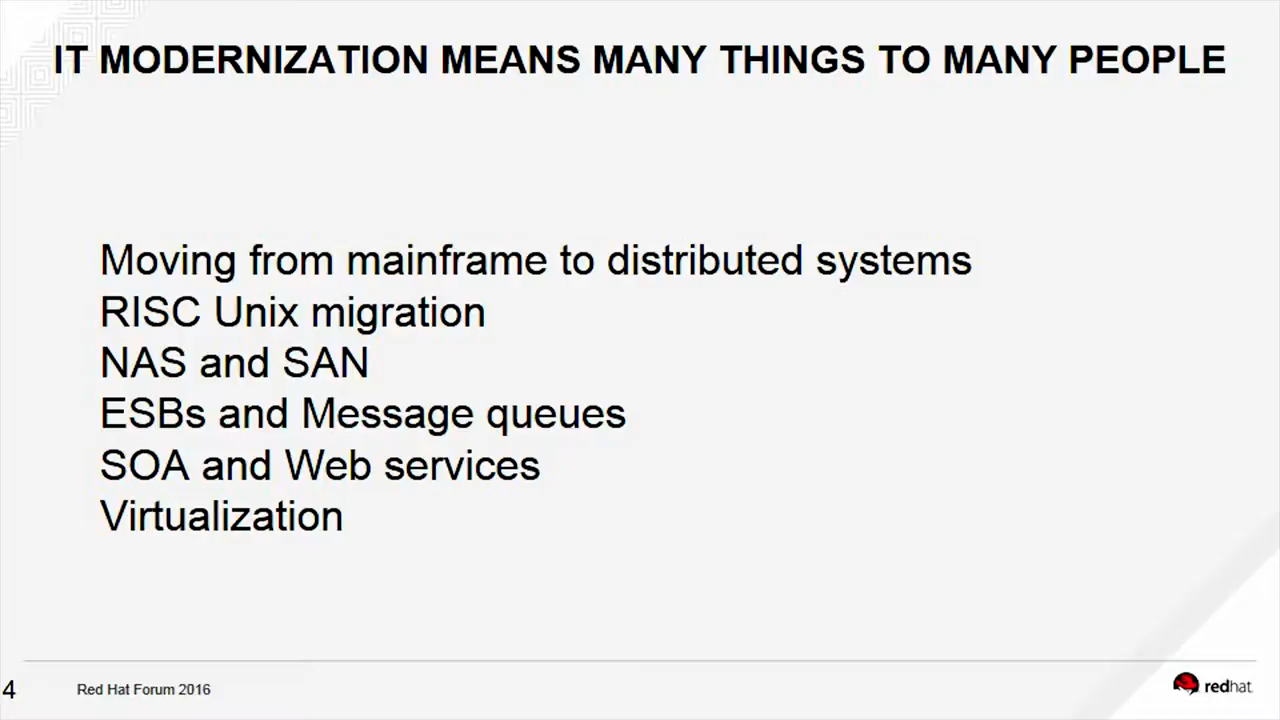 IT MODERNIZATION MEANS MANY THINGS TO MANY PEOPLE
Moving from mainframe to distributed systems
RISC Unix migration
NAS and SAN
ESBs and Message queues
SOA and Web services
Virtualization
4
Red Hat Forum 2016
redhat.